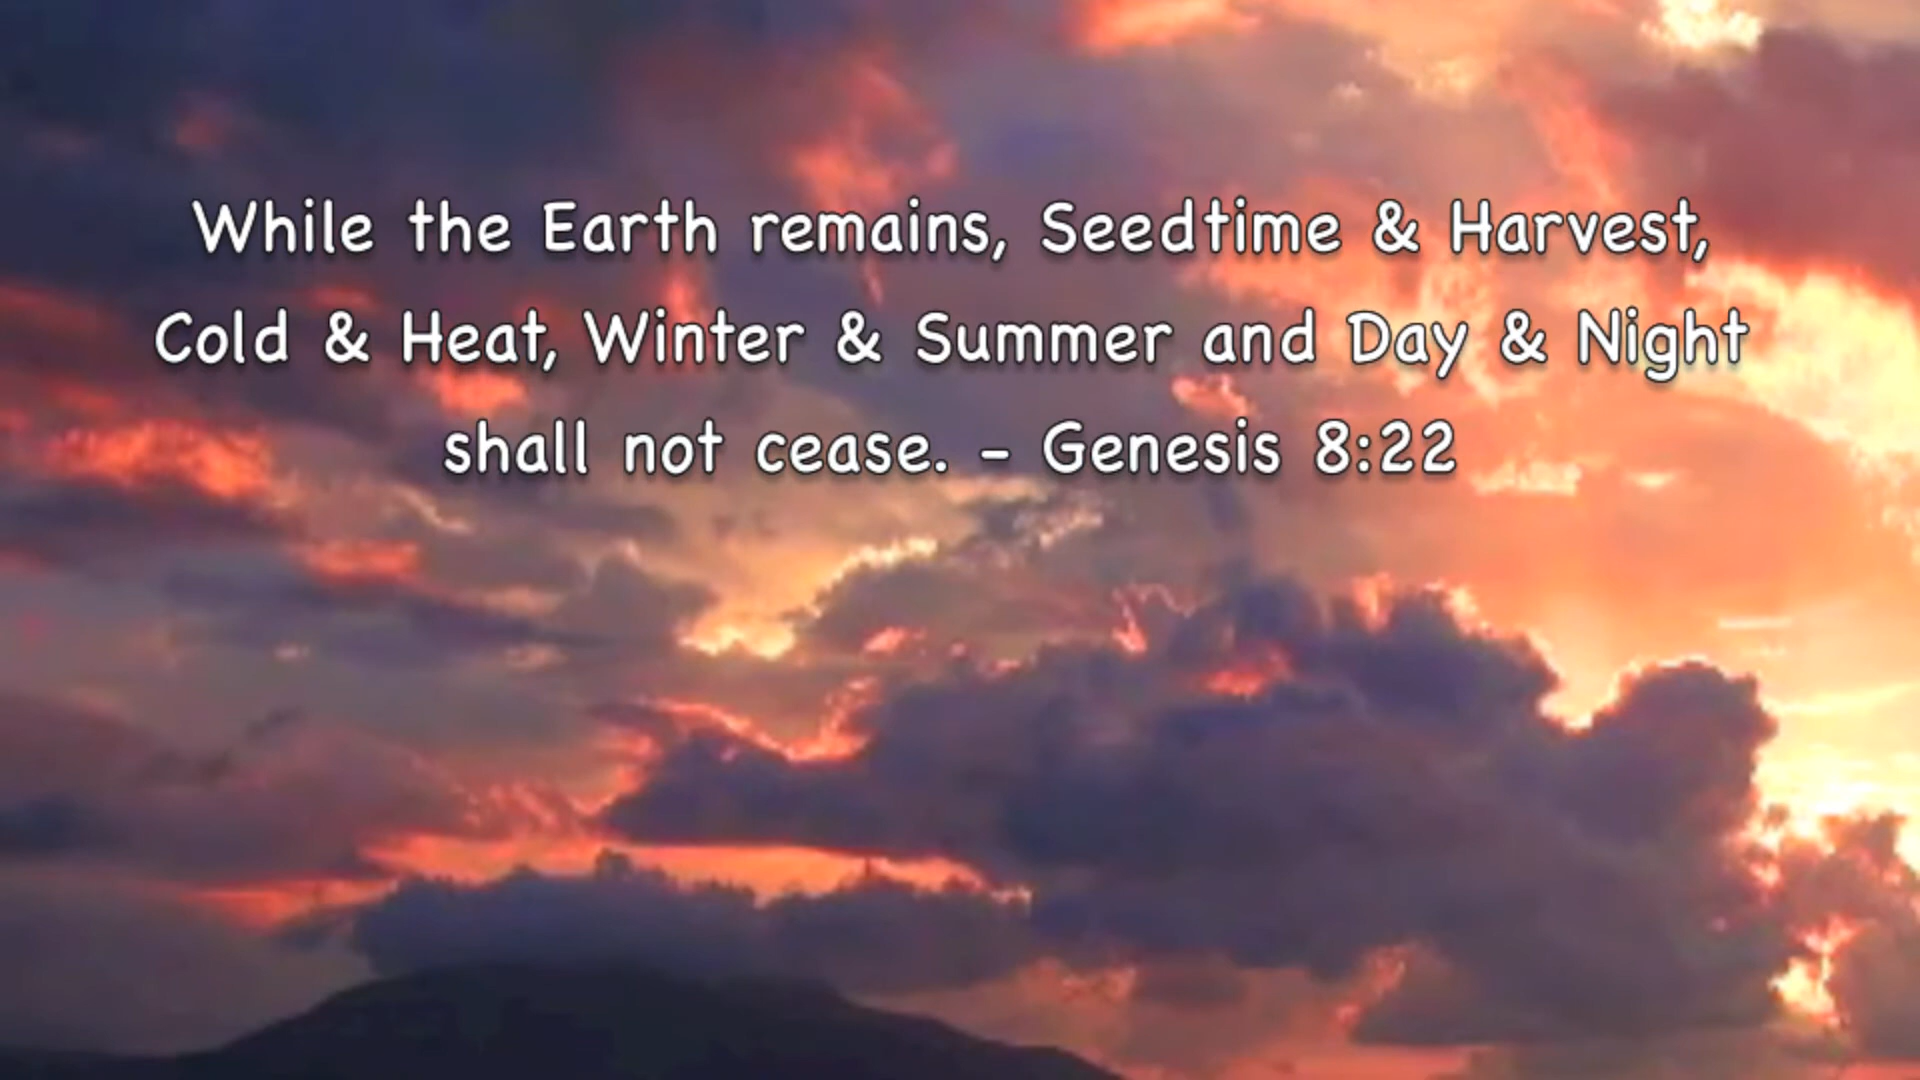 While the Earth remains, Seedtime & Harvest,
Cold & Heat, Winter & Summer and Day & Night
shall not cease. - Genesis 8:22